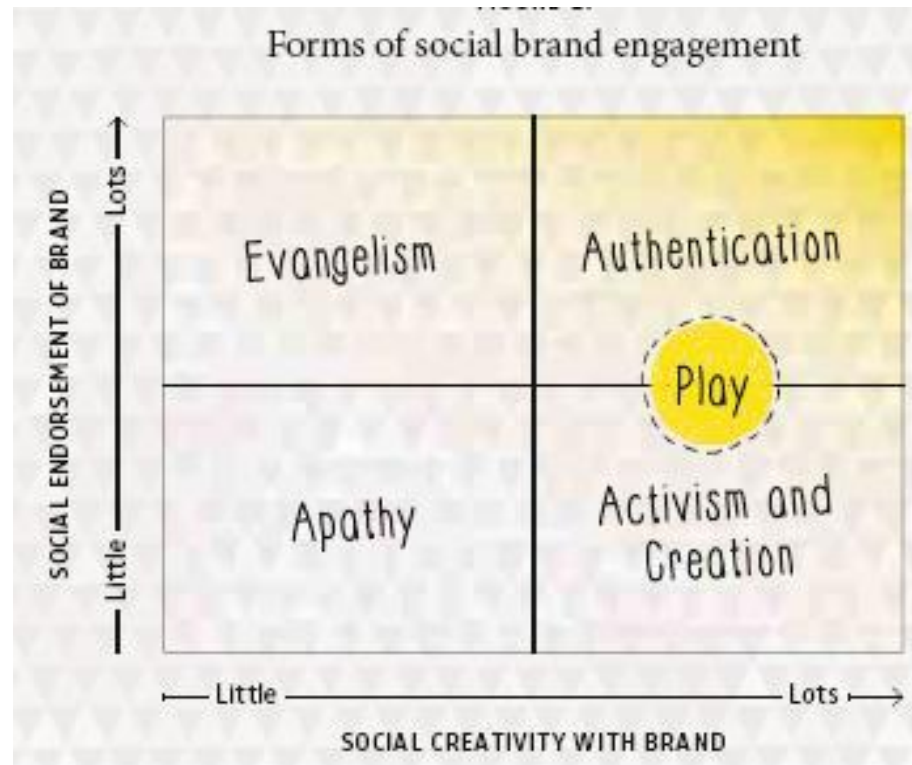 Forms of social brand engagement
Lots
SOCIAL ENDORSEMENT OF BRAND
Little
Evangelism
Authentication
Play
Apathy
Activism and
Creation
Little
Lots
SOCIAL CREATIVITY WITH BRAND